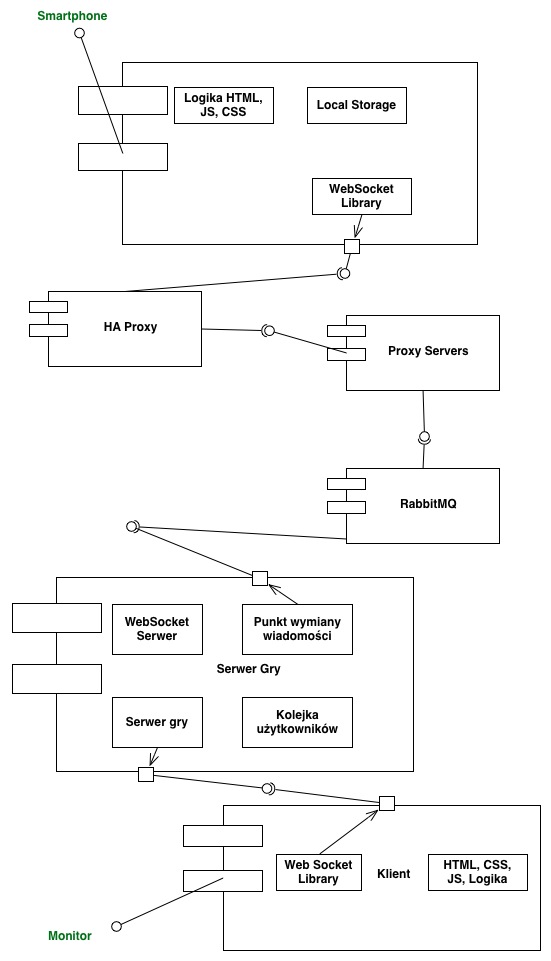 Smartphone
Logika HTML,
JS, CSS
Local Storage
WebSocket
Library
HA Proxy
Proxy Servers
RabbitMQ
WebSocket
Serwer
Punkt wymiany
wiadomości
Serwer Gry
Serwer gry
Kolejka
użytkowników
Web Socket
Library
Klient
HTML, CSS,
JS, Logika
Monitor